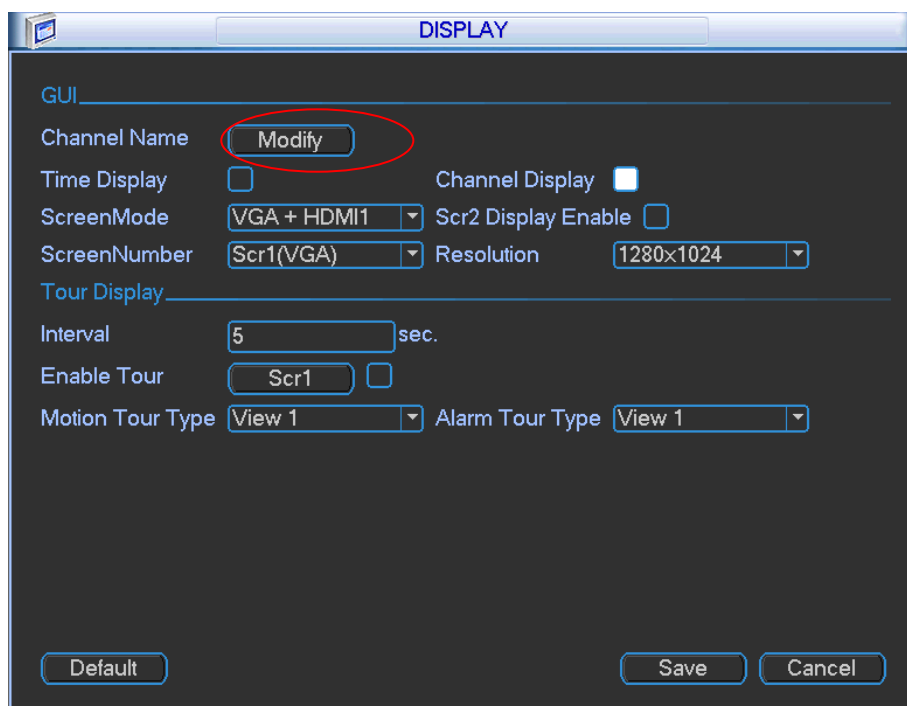 DISPLAY
GUI
Channel Name Modify
Time Display Channel Display
ScreenMode VGA + HDMI1 Scr2 Display Enable
ScreenNumber Scr1(VGA) Resolution 1280x1024
Tour Display
Interval 5 sec.
Enable Tour Scr1
Motion Tour Type View 1 Alarm Tour Type View 1
Default Save Cancel